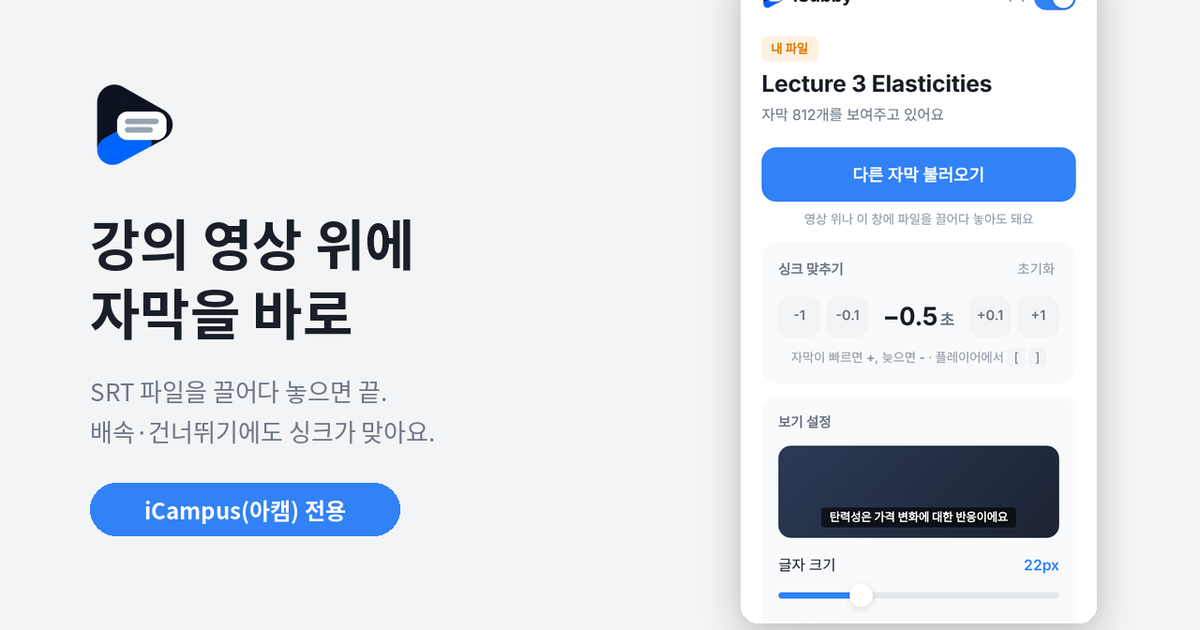 강의 영상 위에
자막을 바로
SRT 파일을 끌어다 놓으면 끝.
배속·건너뛰기에도 싱크가 맞아요.
iCampus(아캠) 전용
내 파일
Lecture 3 Elasticities
자막 812개를 보여주고 있어요
다른 자막 불러오기
영상 위나 이 창에 파일을 끌어다 놓아도 돼요
싱크 맞추기 초기화
-1 -0.1 −0.5초 +0.1 +1
자막이 빠르면 +, 늦으면 - · 플레이어에서 [ ]
보기 설정
탄력성은 가격 변화에 대한 반응이에요
글자 크기 22px